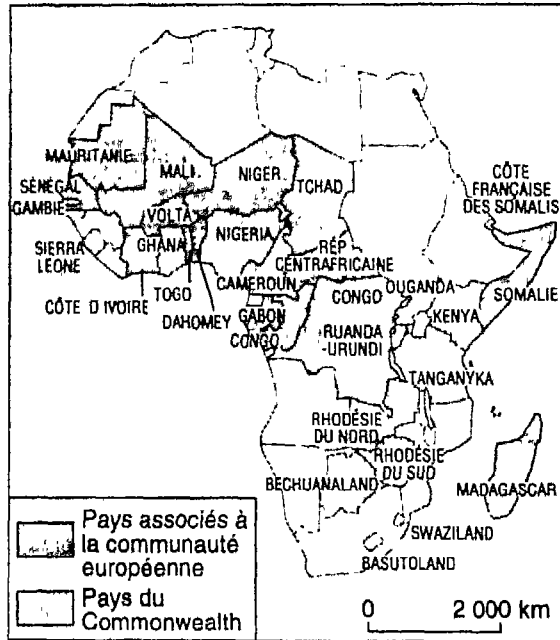 MAURITANIE
MALI
NIGER
TCHAD
CÔTE
FRANÇAISE
DES SOMALIS
SÉNÉGAL
GAMBIE
VOLTA
NIGERIA
GHANA
SIERRA
LEONE
RÉP
CENTRAFRICAINE
CÔTE D IVOIRE
TOGO
DAHOMEY
CAMEROUN
CONGO
OUGANDA
SOMALIE
GABON
KENYA
CONGO
RUANDA
-URUNDI
TANGANYKA
RHODÉSIE
DU NORD
RHODÉSIE
DU SUD
BECHUANALAND
MADAGASCAR
SWAZILAND
BASUTOLAND
Pays associés à
la communauté
européenne
Pays du
Commonwealth
0 2 000 km